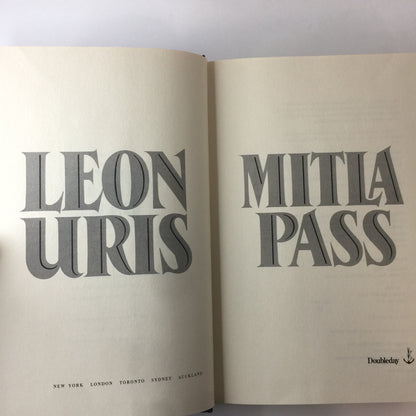 LEON
URIS
NEW YORK LONDON TORONTO SYDNEY AUCKLAND
MITLA
PASS
Doubleday